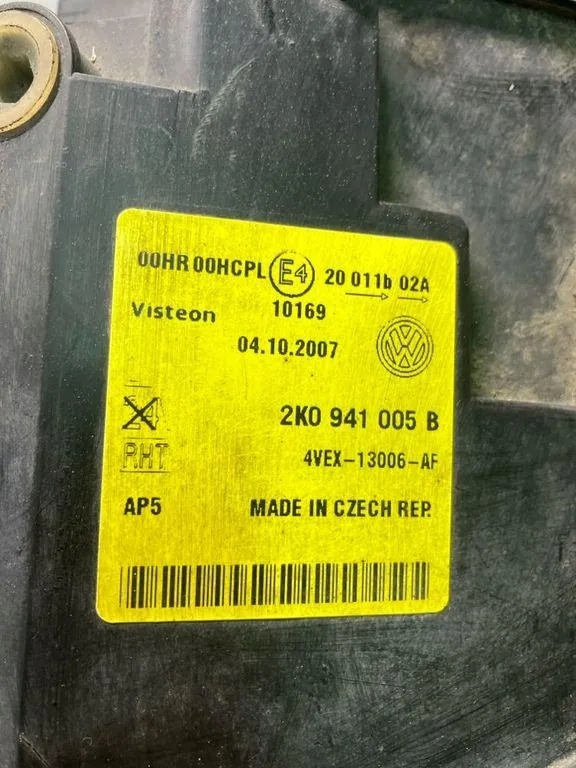 00HR 00HCPL E4 20 011b 02A
Visteon 10169
04.10.2007
24 2K0 941 005 B
RHT 4VEX-13006-AF
AP5 MADE IN CZECH REP.